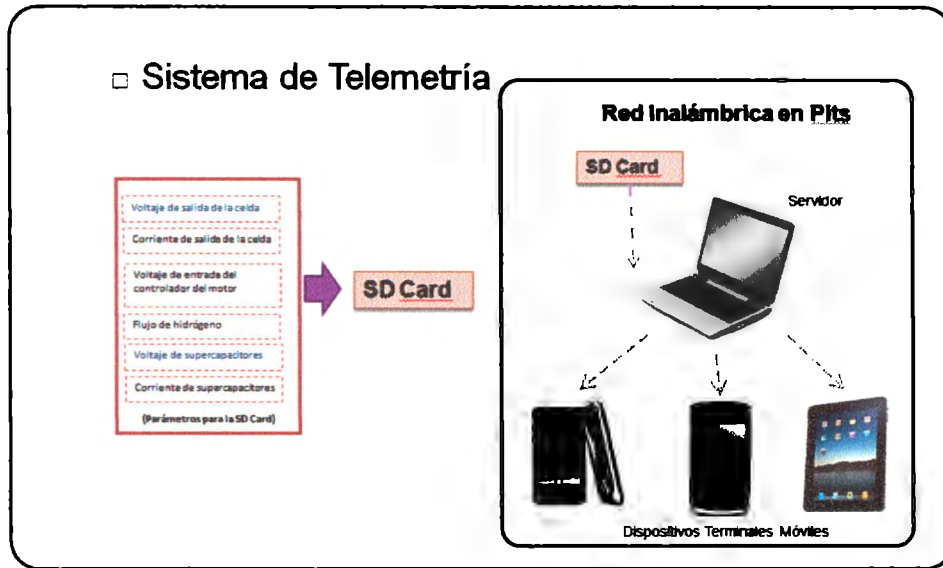 Sistema de Telemetría
Voltaje de salida de la celda
Corriente de salida de la celda
Voltaje de entrada del
controlador del motor
Flujo de hidrógeno
Voltaje de supercapacitores
Corriente de supercapacitores
(Parámetros para la SD Card)
SD Card
Red Inalámbrica en Pits
SD Card
Servidor
Dispositivos Terminales Móviles